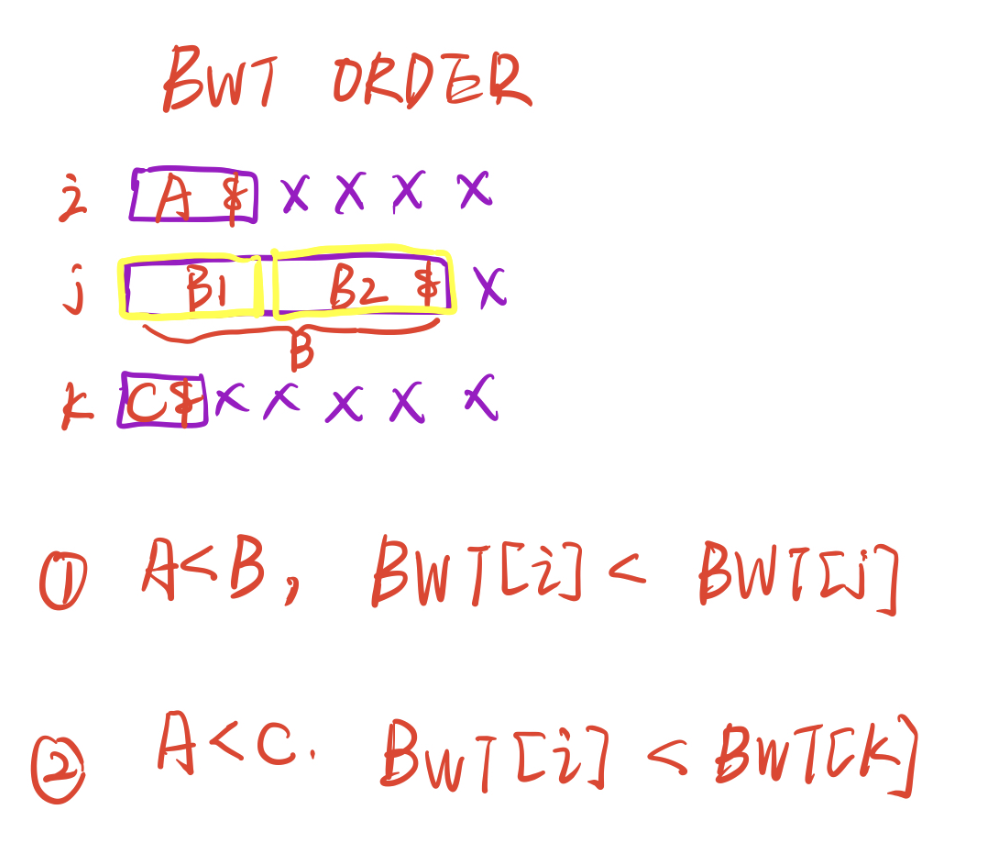 BWT ORDER
i A $ X X X X
j B1 B2 $ X
B
k C$ X X X X X
① A<B, BWT[i] < BWT[j]
② A<C. BWT[i] < BWT[k]